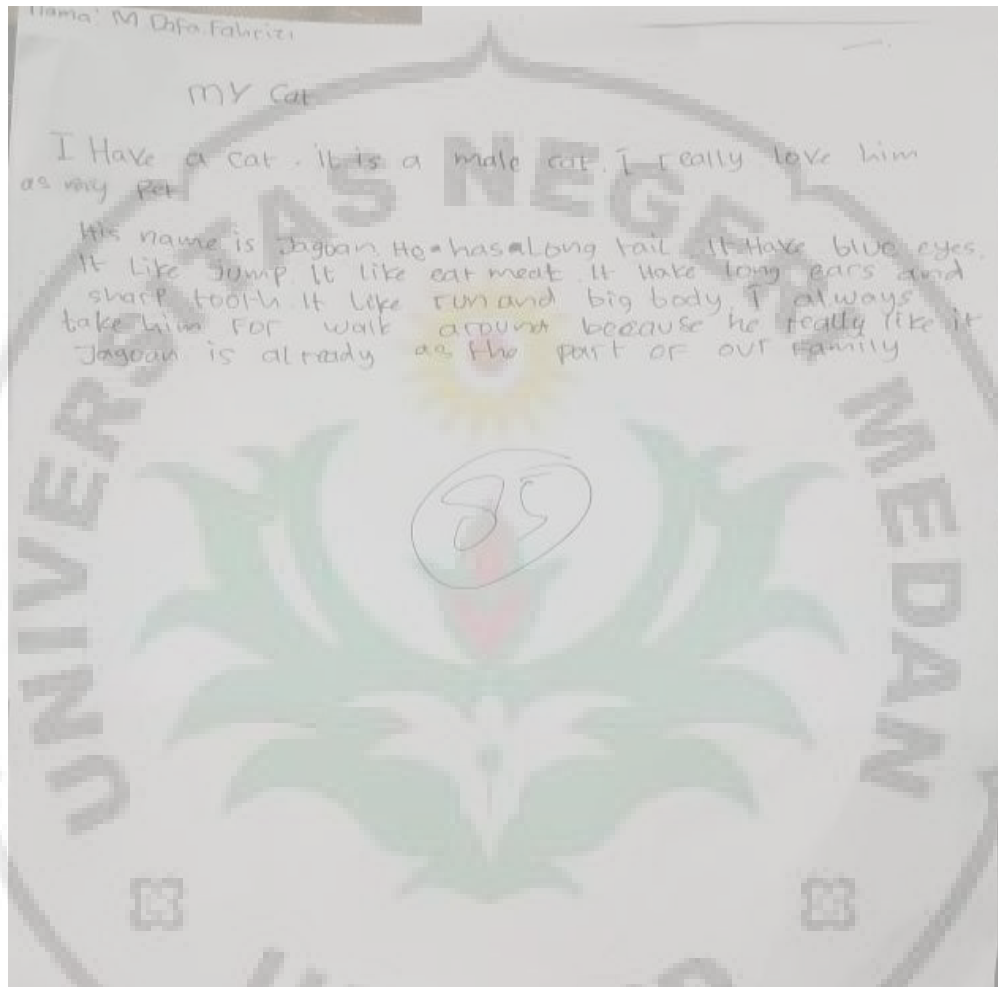 Nama: M Dafa Fahrizi
MY Cat
I Have a cat. it is a male cat. I really love him
as my Pet
His name is Jagoan. He has a Long tail. It Have blue eyes.
It Like Jump. It like eat meat. It Have long ears and
sharp tooth. It Like run and big body. I always
take him For walk around because he really like it
Jagoan is already as the part of our Family
85
UNIVERSITAS NEGERI MEDAN